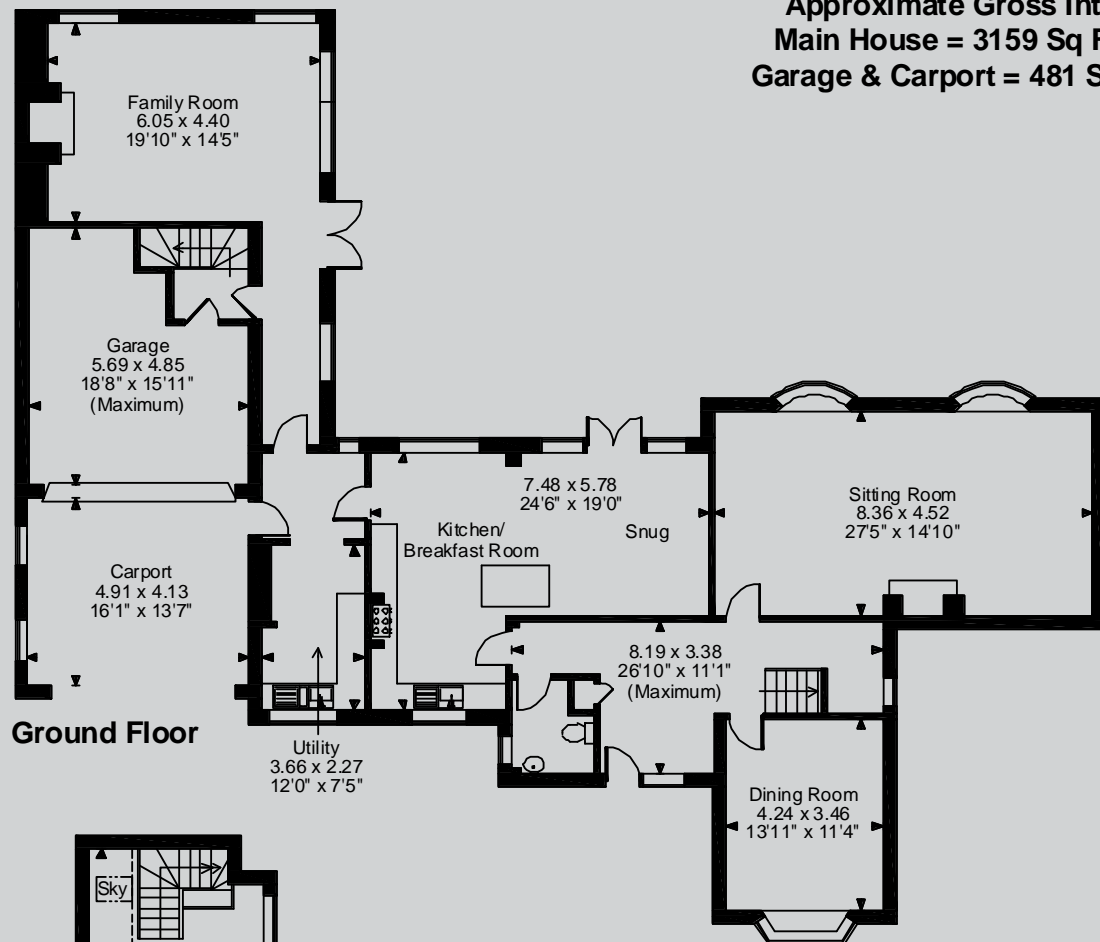 Approximate Gross
Main House = 3159 Sq
Garage & Carport = 481
Family Room
6.05 x 4.40
19'10" x 14'5"
Garage
5.69 x 4.85
18'8" x 15'11"
(Maximum)
7.48 x 5.78
24'6" x 19'0"
Kitchen/
Breakfast Room
Snug
Sitting Room
8.36 x 4.52
27'5" x 14'10"
Carport
4.91 x 4.13
16'1" x 13'7"
8.19 x 3.38
26'10" x 11'1"
(Maximum)
Ground Floor
Utility
3.66 x 2.27
12'0" x 7'5"
Dining Room
4.24 x 3.46
13'11" x 11'4"
Sky